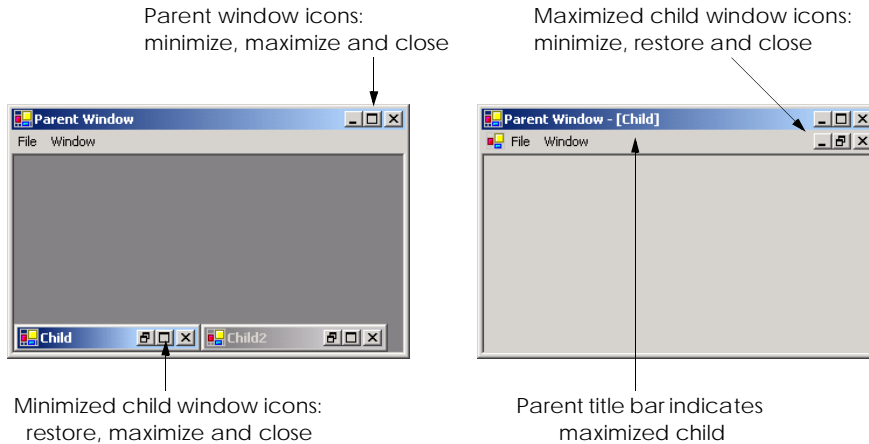 Parent window icons:
minimize, maximize and close
Maximized child window icons:
minimize, restore and close
Parent Window
File Window
Child
Child2
Parent Window - [Child]
File Window
Minimized child window icons:
restore, maximize and close
Parent title bar indicates
maximized child